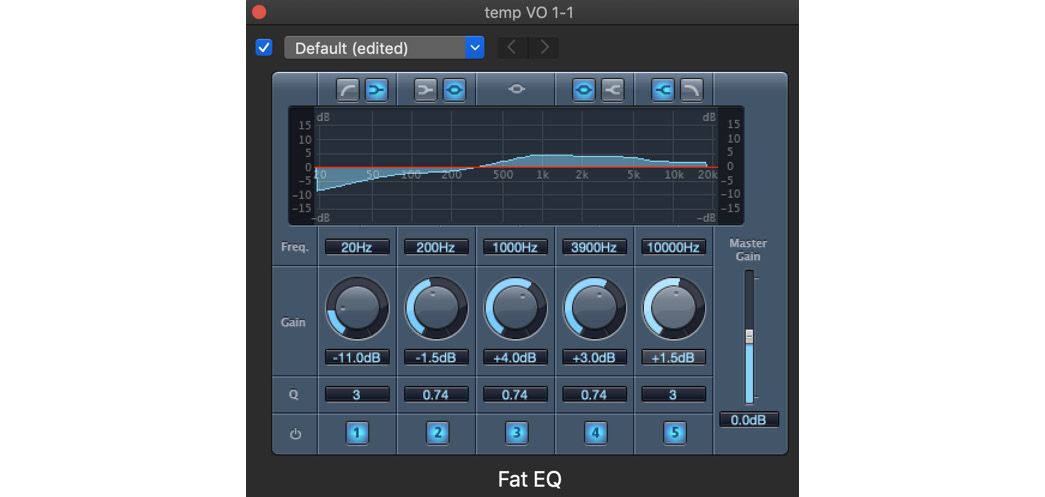 temp VO 1-1
Default (edited)
dB dB
15 15
10 10
5 5
0 20 50 100 200 500 1k 2k 5k 10k 20k 0
-5 -5
-10 -10
-15 -15
-dB -dB
Freq. 20Hz 200Hz 1000Hz 3900Hz 10000Hz
Master
Gain
Gain
-11.0dB -1.5dB +4.0dB +3.0dB +1.5dB
Q 3 0.74 0.74 0.74 3
0.0dB
1 2 3 4 5
Fat EQ